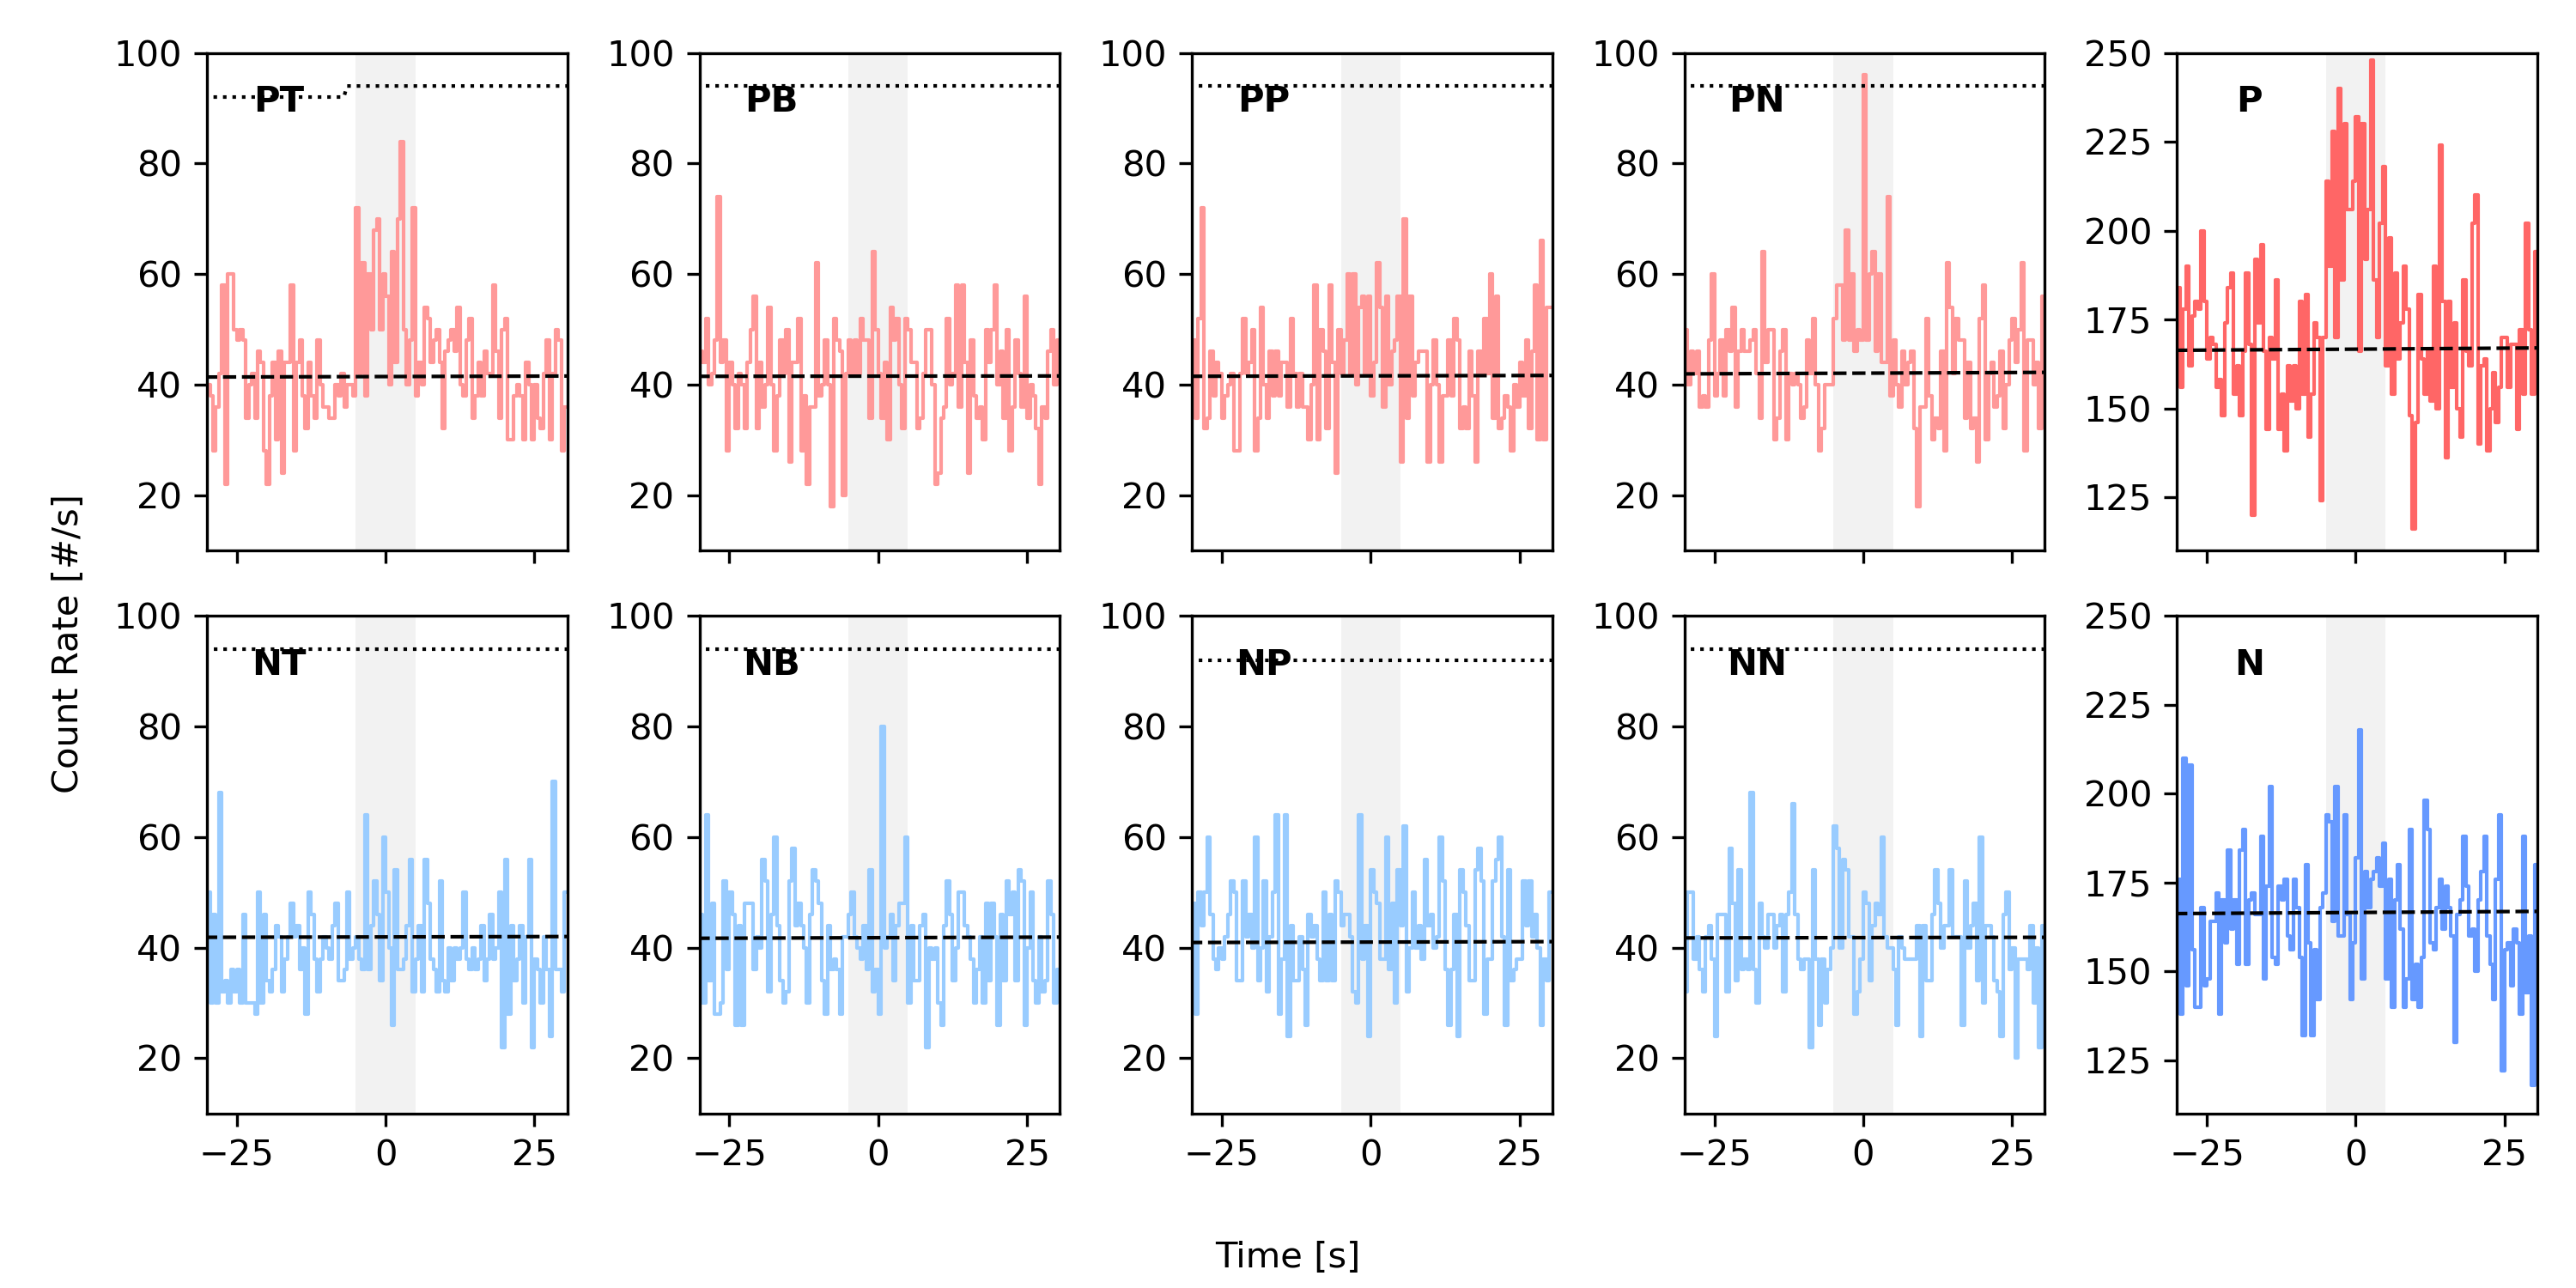 Count Rate [#/s]
100 80 60 40 20 PT
100 80 60 40 20 PB
100 80 60 40 20 PP
100 80 60 40 20 PN
250 225 200 175 150 125 P
100 80 60 40 20 NT
−25 0 25
100 80 60 40 20 NB
−25 0 25
100 80 60 40 20 NP
−25 0 25
100 80 60 40 20 NN
−25 0 25
250 225 200 175 150 125 N
−25 0 25
Time [s]